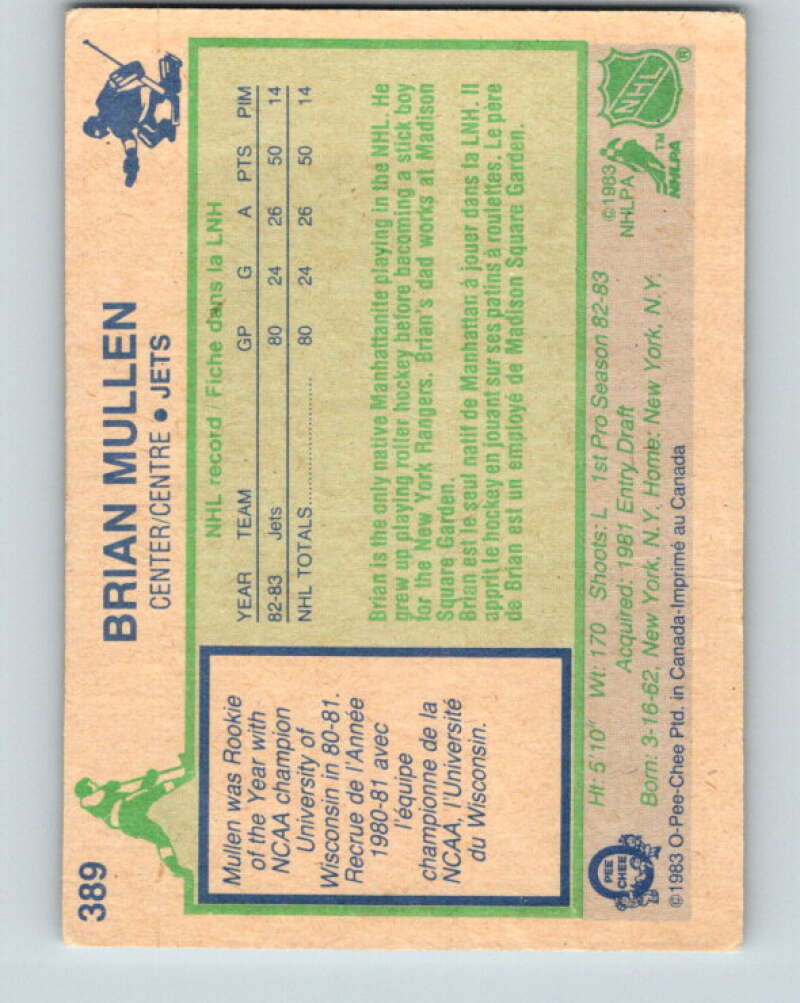 389
BRIAN MULLEN
CENTER/CENTRE • JETS
Mullen was Rookie
of the Year with
NCAA champion
University of
Wisconsin in 80-81.
Recrue de l'Année
1980-81 avec
l'équipe
championne de la
NCAA, l'Université
du Wisconsin.
NHL record / Fiche dans la LNH
YEAR TEAM GP G A PTS PIM
82-83 Jets 80 24 26 50 14
NHL TOTALS.................... 80 24 26 50 14
Brian is the only native Manhattanite playing in the NHL. He
grew up playing roller hockey before becoming a stick boy
for the New York Rangers. Brian's dad works at Madison
Square Garden.
Brian est le seul natif de Manhattan à jouer dans la LNH. Il
apprit le hockey en jouant sur ses patins à roulettes. Le père
de Brian est un employé de Madison Square Garden.
Ht: 5'10" Wt: 170 Shoots: L 1st Pro Season 82-83
Acquired: 1981 Entry Draft
Born: 3-16-62, New York, N.Y. Home: New York, N.Y.
©1983 O-Pee-Chee Ptd. in Canada-Imprimé au Canada
O PEE CHEE
©1983
NHLPA
NHLPA
TM
NHL
®